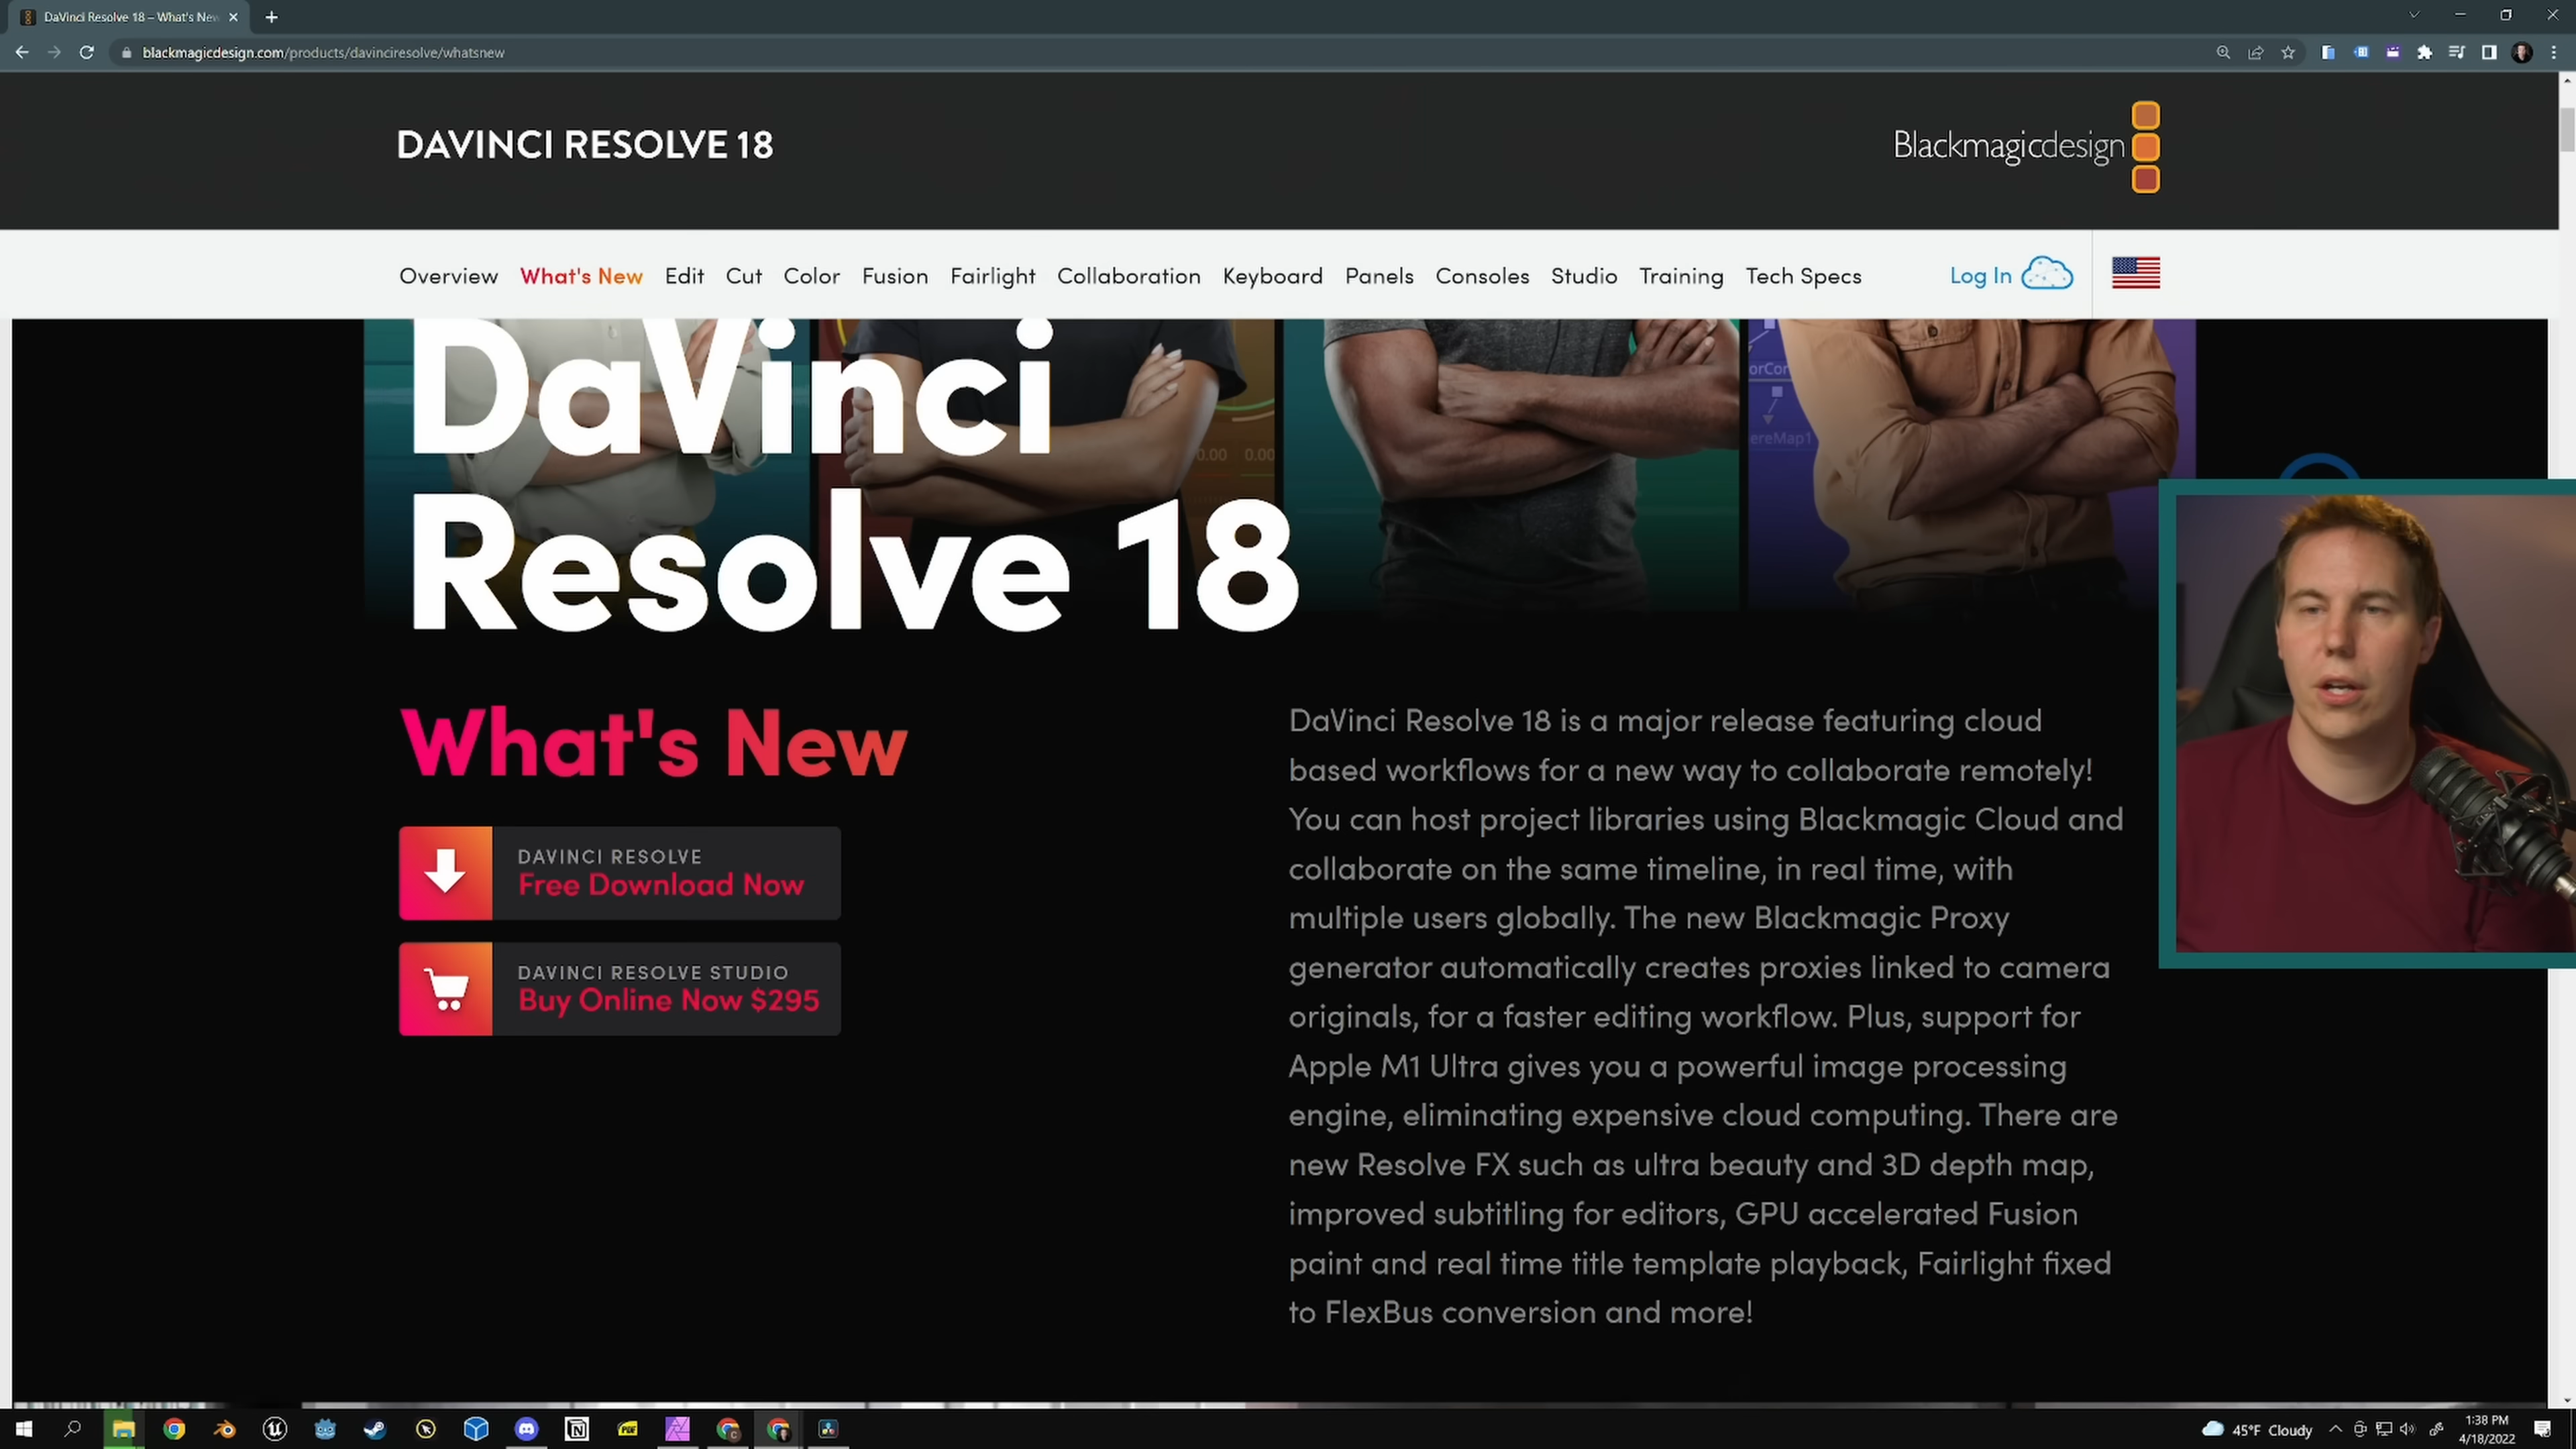 DaVinci Resolve 18 – What's New
blackmagicdesign.com/products/davinciresolve/whatsnew
DAVINCI RESOLVE 18
Blackmagicdesign
Overview What's New Edit Cut Color Fusion Fairlight Collaboration Keyboard Panels Consoles Studio Training Tech Specs Log In
DaVinci
Resolve 18
orCor
ereMap1
0.00 0.00
What's New
DAVINCI RESOLVE
Free Download Now
DAVINCI RESOLVE STUDIO
Buy Online Now $295
DaVinci Resolve 18 is a major release featuring cloud
based workflows for a new way to collaborate remotely!
You can host project libraries using Blackmagic Cloud and
collaborate on the same timeline, in real time, with
multiple users globally. The new Blackmagic Proxy
generator automatically creates proxies linked to camera
originals, for a faster editing workflow. Plus, support for
Apple M1 Ultra gives you a powerful image processing
engine, eliminating expensive cloud computing. There are
new Resolve FX such as ultra beauty and 3D depth map,
improved subtitling for editors, GPU accelerated Fusion
paint and real time title template playback, Fairlight fixed
to FlexBus conversion and more!
45°F Cloudy
1:38 PM
4/18/2022